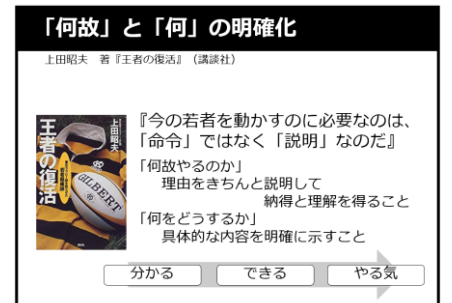 「何故」と「何」の明確化
上田昭夫 著『王者の復活』（講談社）
王者の復活
上田昭夫
GILBERT
『今の若者を動かすのに必要なのは、
「命令」ではなく「説明」なのだ』
「何故やるのか」
理由をきちんと説明して
納得と理解を得ること
「何をどうするか」
具体的な内容を明確に示すこと
分かる
できる
やる気